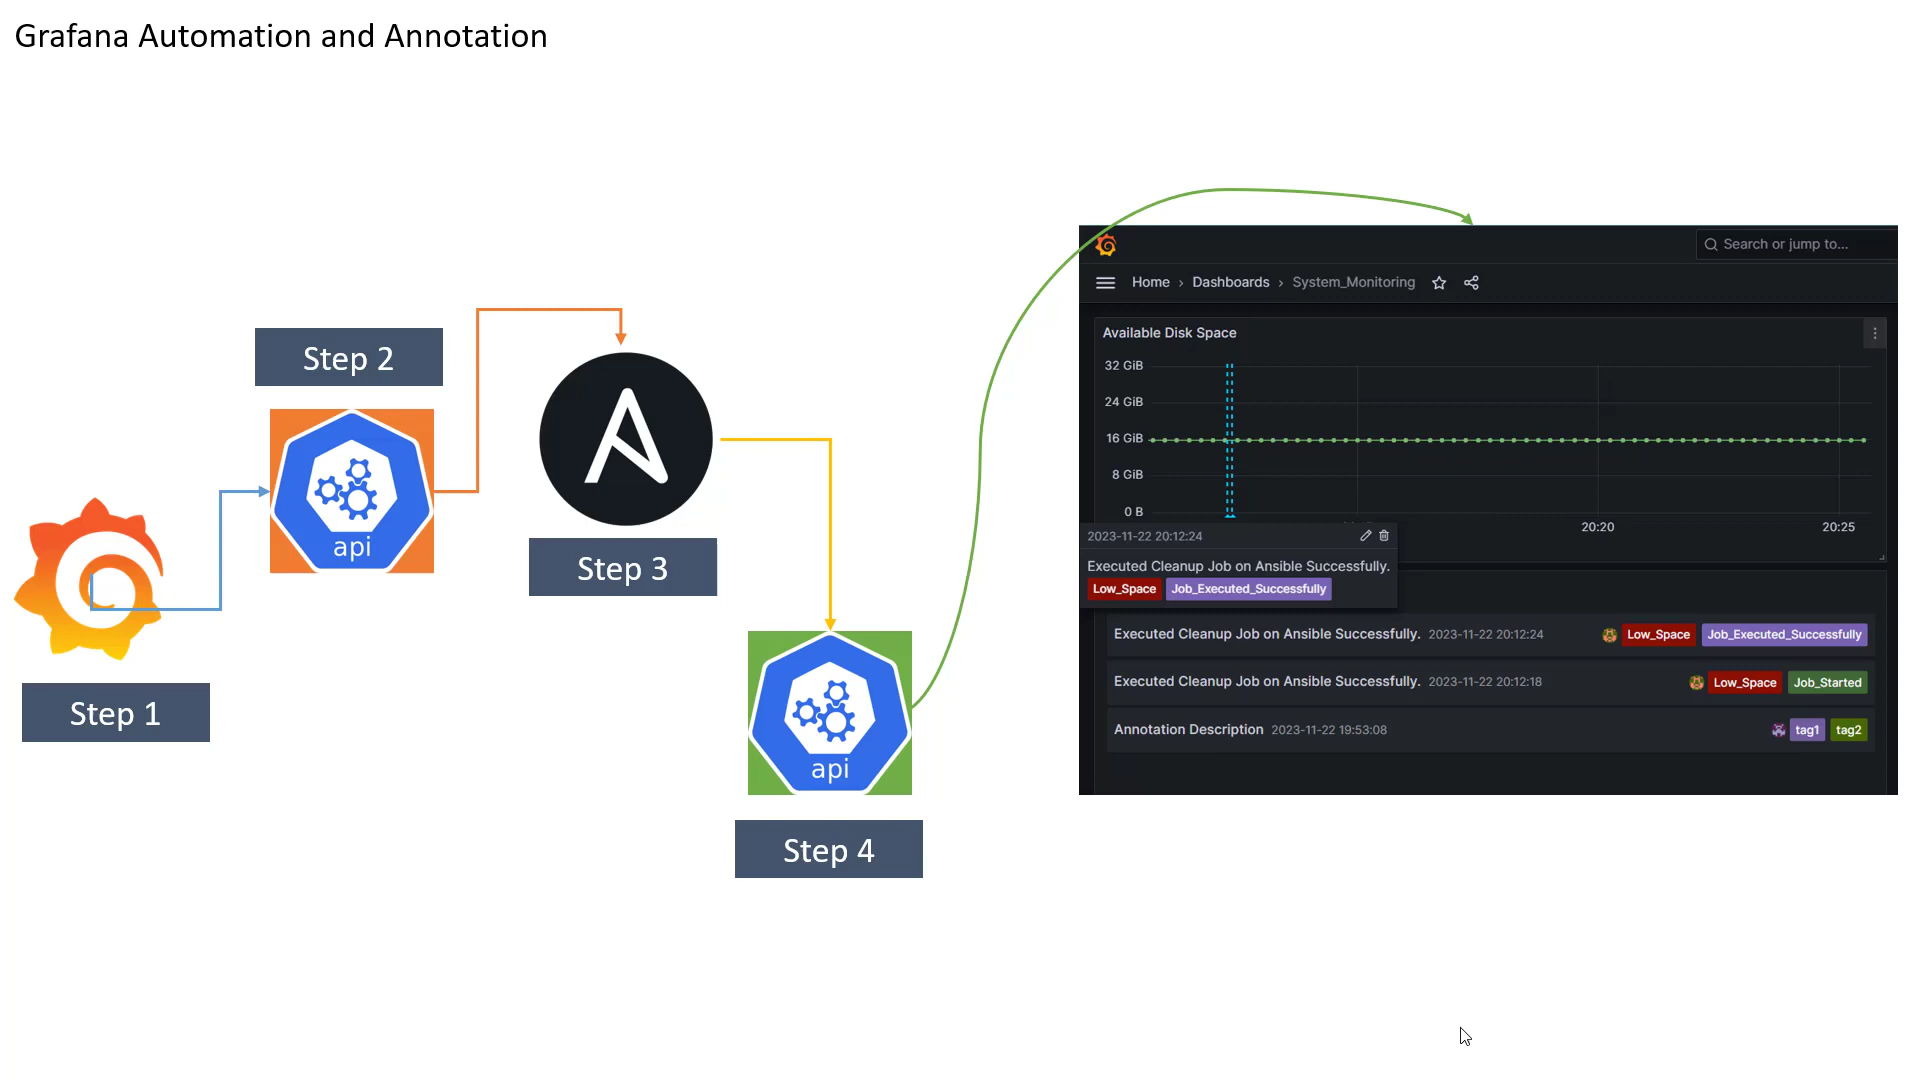 Grafana Automation and Annotation
Step 1
Step 2
api
Step 3
api
Step 4
Search or jump to...
Home › Dashboards › System_Monitoring
Available Disk Space
32 GiB
24 GiB
16 GiB
8 GiB
0 B
20:20
20:25
2023-11-22 20:12:24
Executed Cleanup Job on Ansible Successfully.
Low_Space Job_Executed_Successfully
Executed Cleanup Job on Ansible Successfully. 2023-11-22 20:12:24 Low_Space Job_Executed_Successfully
Executed Cleanup Job on Ansible Successfully. 2023-11-22 20:12:18 Low_Space Job_Started
Annotation Description 2023-11-22 19:53:08 tag1 tag2